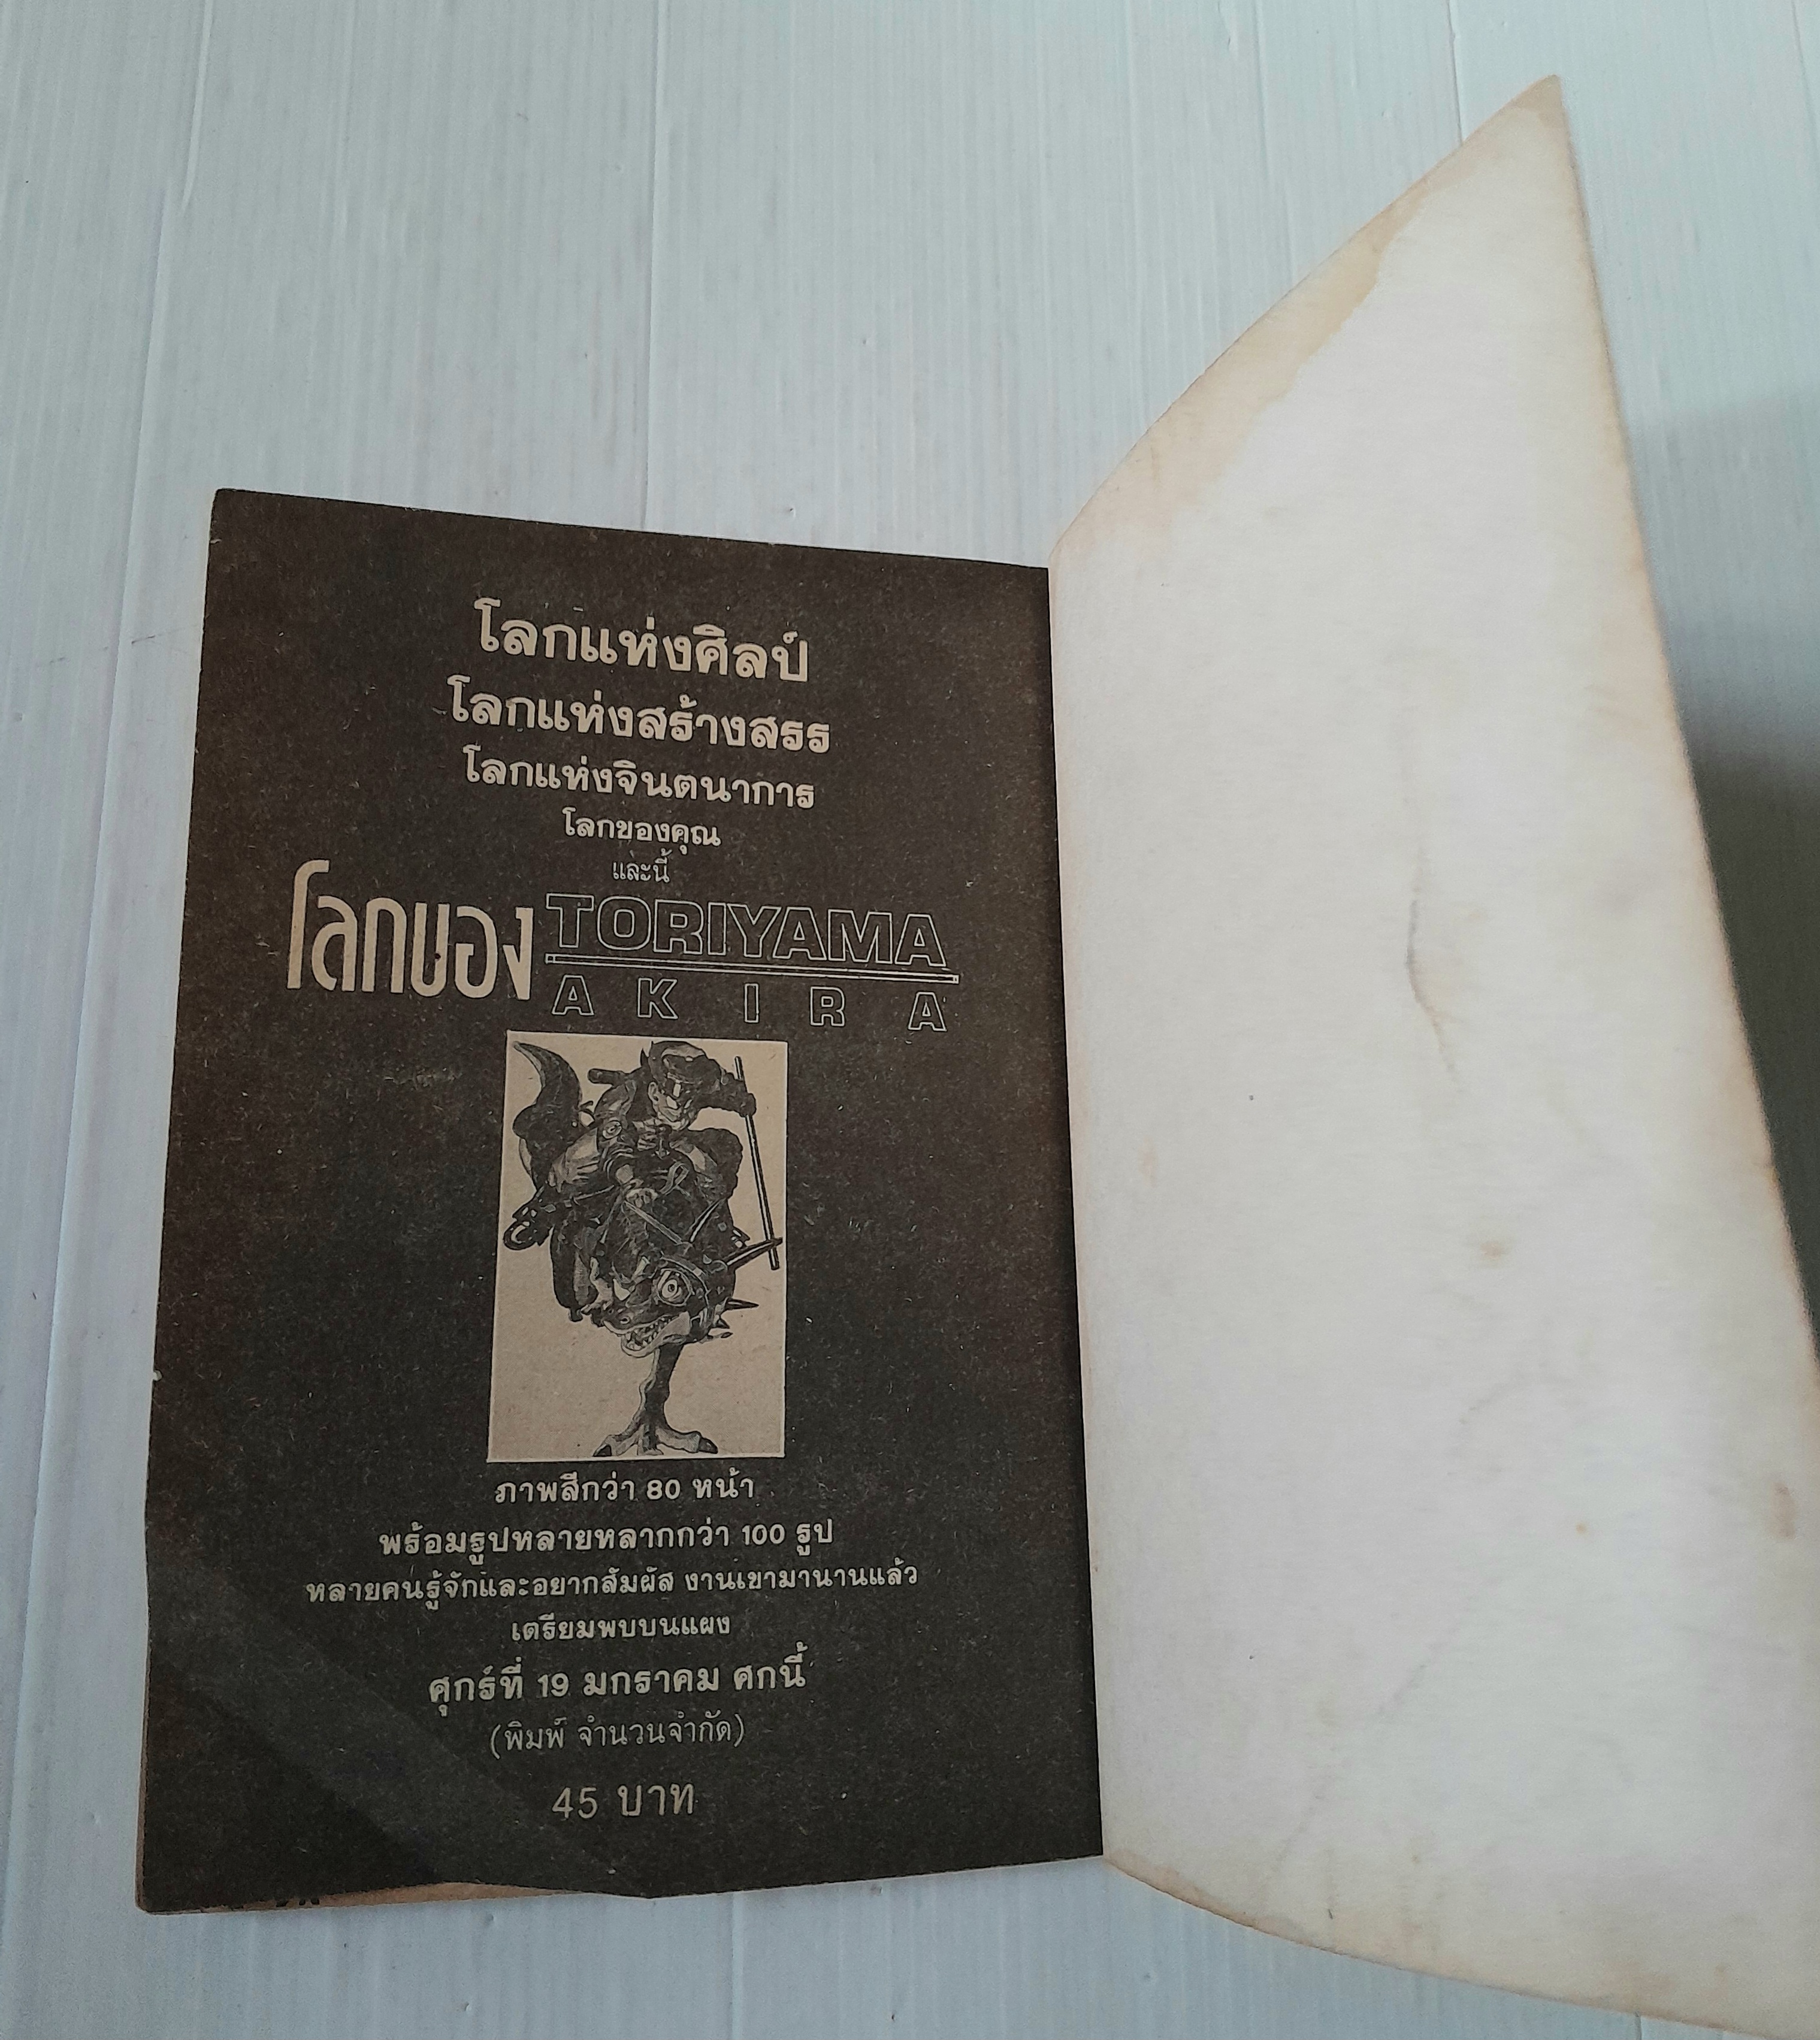 โลกแห่งศิลป์
โลกแห่งสร้างสรร
โลกแห่งจินตนาการ
โลกของคุณ
และนี้
โลกของ TORIYAMA
AKIRA
ภาพสีกว่า 80 หน้า
พร้อมรูปหลายหลากกว่า 100 รูป
หลายคนรู้จักและอยากสัมผัส งานเขามานานแล้ว
เตรียมพบบนแผง
ศุกร์ที่ 19 มกราคม ศกนี้
(พิมพ์ จำนวนจำกัด)
45 บาท